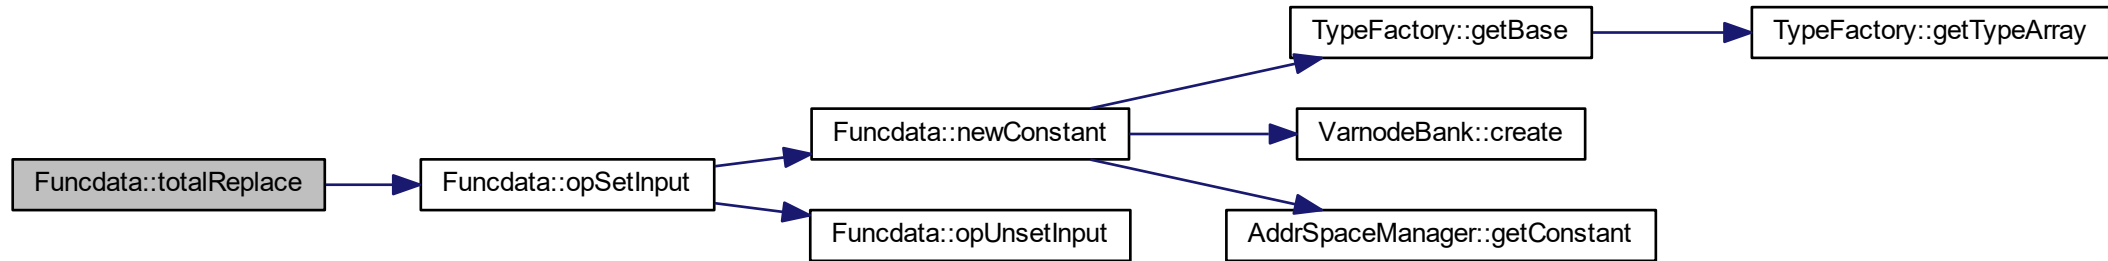 TypeFactory::getBase
TypeFactory::getTypeArray
Funcdata::newConstant
VarnodeBank::create
Funcdata::totalReplace
Funcdata::opSetInput
Funcdata::opUnsetInput
AddrSpaceManager::getConstant